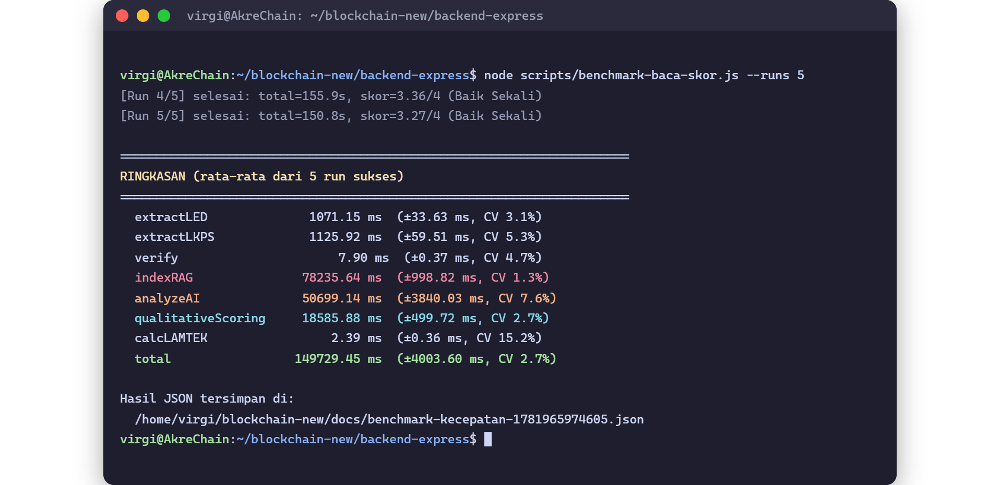 virgi@AkreChain: ~/blockchain-new/backend-express
virgi@AkreChain:~/blockchain-new/backend-express$ node scripts/benchmark-baca-skor.js --runs 5
[Run 4/5] selesai: total=155.9s, skor=3.36/4 (Baik Sekali)
[Run 5/5] selesai: total=150.8s, skor=3.27/4 (Baik Sekali)
RINGKASAN (rata-rata dari 5 run sukses)
extractLED 1071.15 ms (±33.63 ms, CV 3.1%)
extractLKPS 1125.92 ms (±59.51 ms, CV 5.3%)
verify 7.90 ms (±0.37 ms, CV 4.7%)
indexRAG 78235.64 ms (±998.82 ms, CV 1.3%)
analyzeAI 50699.14 ms (±3840.03 ms, CV 7.6%)
qualitativeScoring 18585.88 ms (±499.72 ms, CV 2.7%)
calcLAMTEK 2.39 ms (±0.36 ms, CV 15.2%)
total 149729.45 ms (±4003.60 ms, CV 2.7%)
Hasil JSON tersimpan di:
/home/virgi/blockchain-new/docs/benchmark-kecepatan-1781965974605.json
virgi@AkreChain:~/blockchain-new/backend-express$